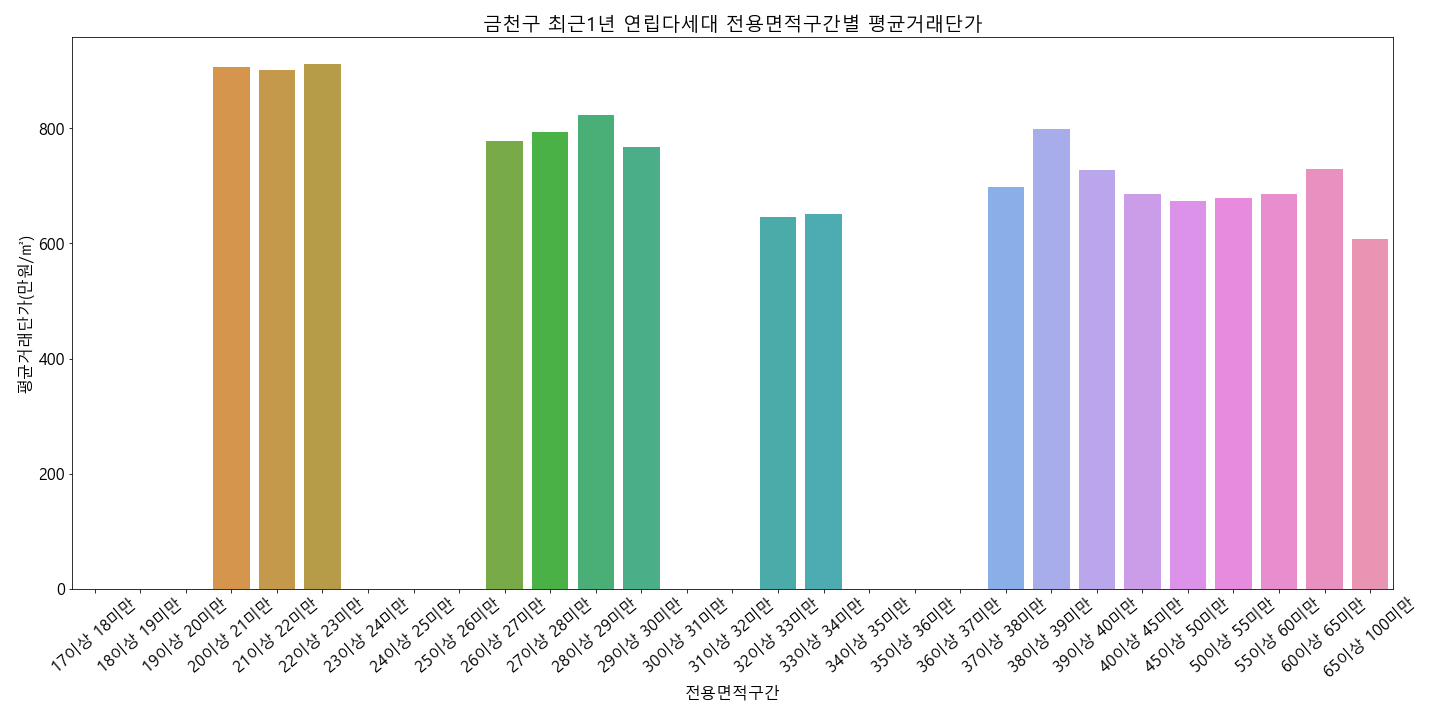 금천구 최근1년 연립다세대 전용면적구간별 평균거래단가
평균거래단가(만원/㎡)
800
600
400
200
0
17이상 18미만
18이상 19미만
19이상 20미만
20이상 21미만
21이상 22미만
22이상 23미만
23이상 24미만
24이상 25미만
25이상 26미만
26이상 27미만
27이상 28미만
28이상 29미만
29이상 30미만
30이상 31미만
31이상 32미만
32이상 33미만
33이상 34미만
34이상 35미만
35이상 36미만
36이상 37미만
37이상 38미만
38이상 39미만
39이상 40미만
40이상 45미만
45이상 50미만
50이상 55미만
55이상 60미만
60이상 65미만
65이상 100미만
전용면적구간